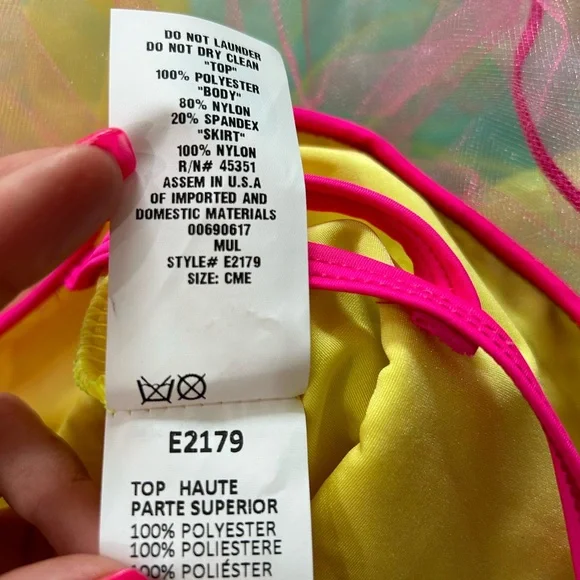 DO NOT LAUNDER
DO NOT DRY CLEAN
"TOP"
100% POLYESTER
"BODY"
80% NYLON
20% SPANDEX
"SKIRT"
100% NYLON
R/N# 45351
ASSEM IN U.S.A
OF IMPORTED AND
DOMESTIC MATERIALS
00690617
MUL
STYLE# E2179
SIZE: CME
E2179
TOP HAUTE
PARTE SUPERIOR
100% POLYESTER
100% POLIESTERE
100% POLIÉSTER